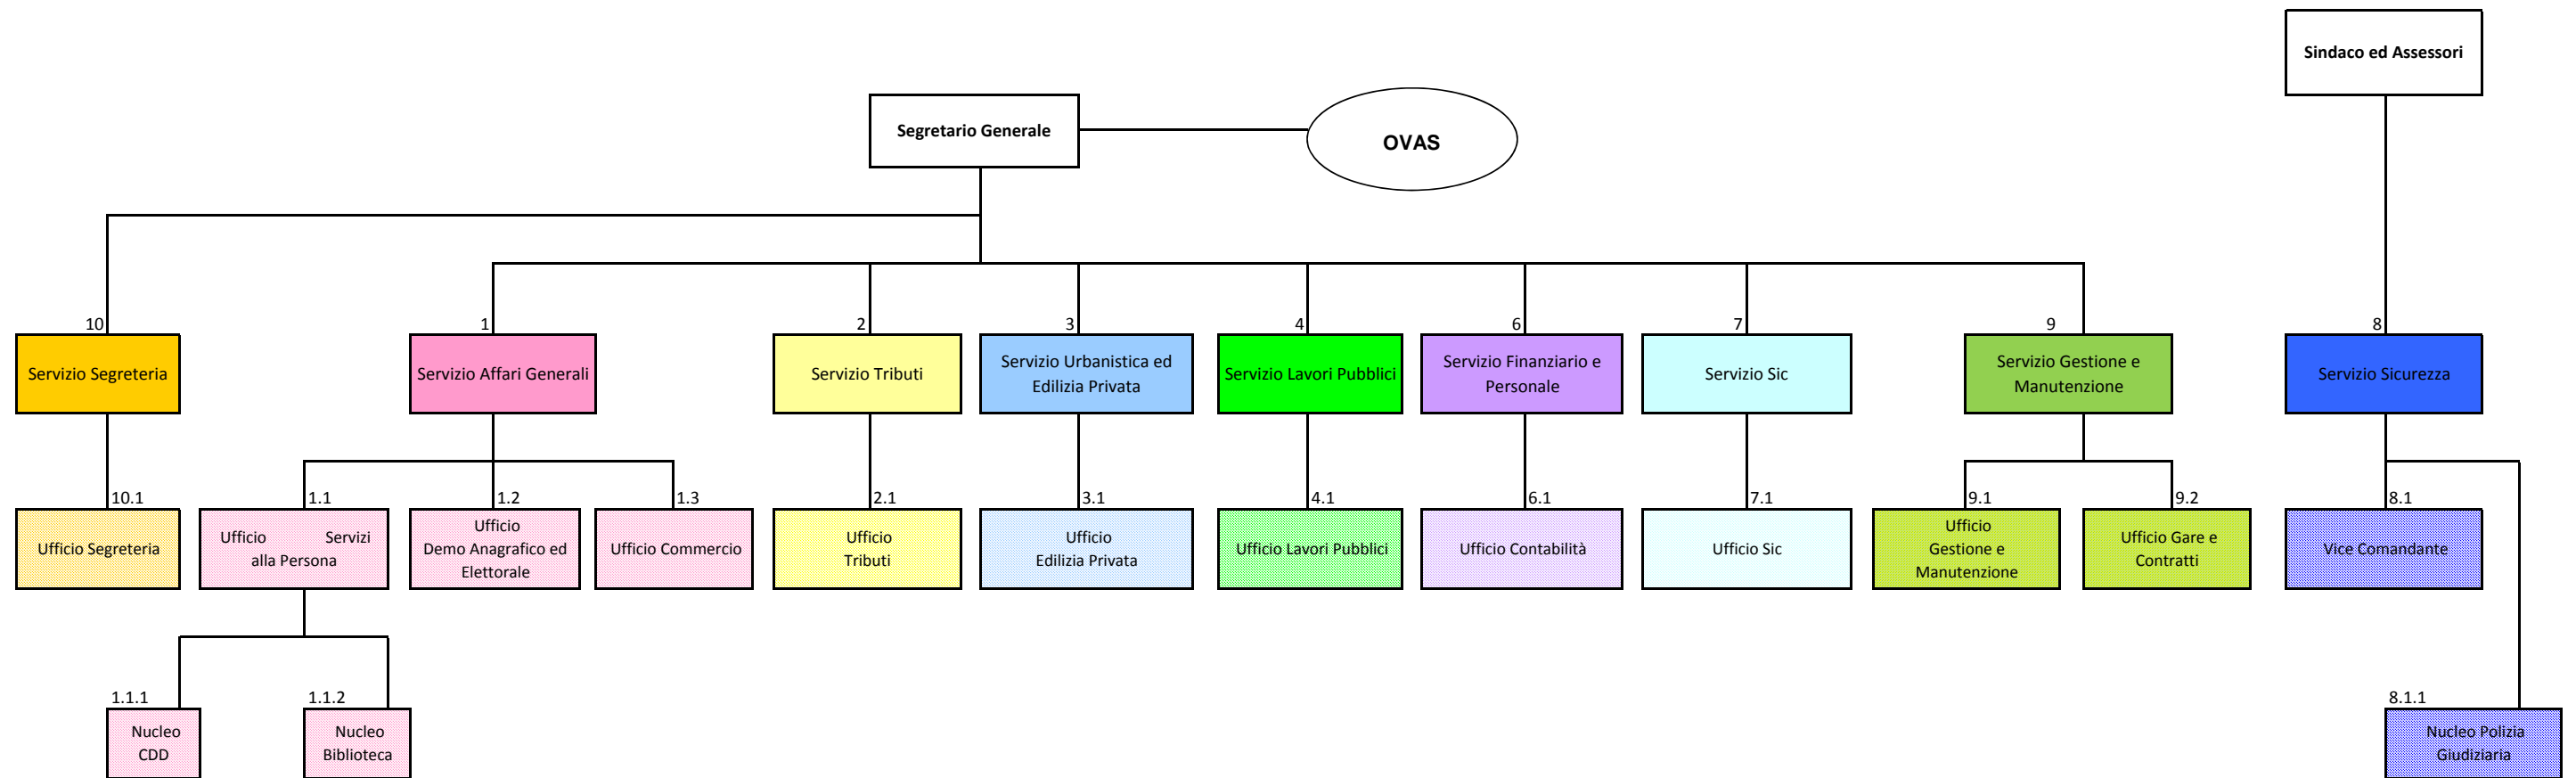 Sindaco ed Assessori
Segretario Generale
OVAS
10
1
2
3
4
6
7
9
8
Servizio Segreteria
Servizio Affari Generali
Servizio Tributi
Servizio Urbanistica ed
Edilizia Privata
Servizio Lavori Pubblici
Servizio Finanziario e
Personale
Servizio Sic
Servizio Gestione e
Manutenzione
Servizio Sicurezza
10.1
1.1
1.2
1.3
2.1
3.1
4.1
6.1
7.1
9.1
9.2
8.1
Ufficio Segreteria
Ufficio Servizi
alla Persona
Ufficio
Demo Anagrafico ed
Elettorale
Ufficio Commercio
Ufficio
Tributi
Ufficio
Edilizia Privata
Ufficio Lavori Pubblici
Ufficio Contabilità
Ufficio Sic
Ufficio
Gestione e
Manutenzione
Ufficio Gare e
Contratti
Vice Comandante
1.1.1
1.1.2
8.1.1
Nucleo
CDD
Nucleo
Biblioteca
Nucleo Polizia
Giudiziaria